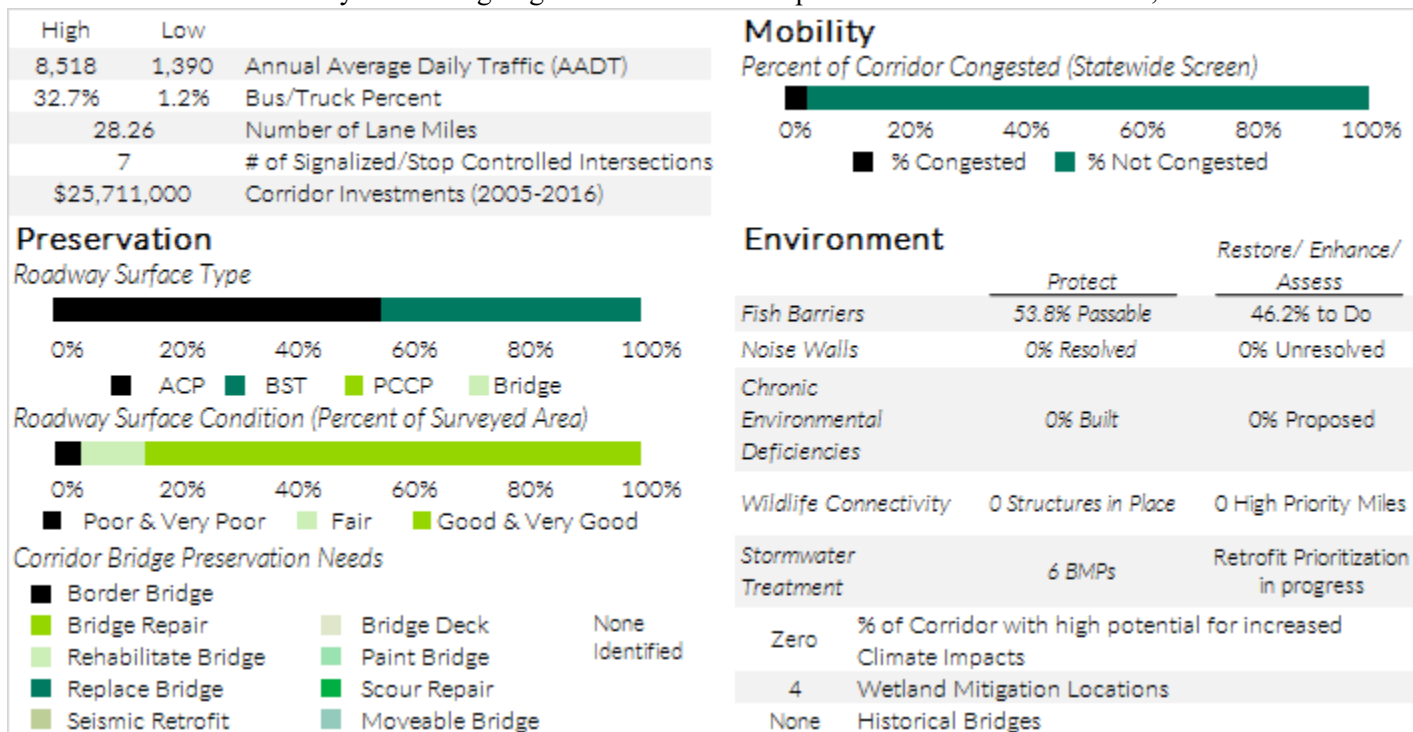 High Low
8,518 1,390 Annual Average Daily Traffic (AADT)
32.7% 1.2% Bus/Truck Percent
28.26 Number of Lane Miles
7 # of Signalized/Stop Controlled Intersections
$25,711,000 Corridor Investments (2005-2016)
Mobility
Percent of Corridor Congested (Statewide Screen)
0% 20% 40% 60% 80% 100%
% Congested % Not Congested
Preservation
Roadway Surface Type
0% 20% 40% 60% 80% 100%
ACP BST PCCP Bridge
Roadway Surface Condition (Percent of Surveyed Area)
0% 20% 40% 60% 80% 100%
Poor & Very Poor Fair Good & Very Good
Corridor Bridge Preservation Needs
Border Bridge
Bridge Repair Bridge Deck None
Rehabilitate Bridge Paint Bridge Identified
Replace Bridge Scour Repair
Seismic Retrofit Moveable Bridge
Environment
Restore/ Enhance/
Protect Assess
Fish Barriers 53.8% Passable 46.2% to Do
Noise Walls 0% Resolved 0% Unresolved
Chronic
Environmental 0% Built 0% Proposed
Deficiencies
Wildlife Connectivity 0 Structures in Place 0 High Priority Miles
Stormwater Retrofit Prioritization
Treatment 6 BMPs in progress
Zero % of Corridor with high potential for increased
Climate Impacts
4 Wetland Mitigation Locations
None Historical Bridges